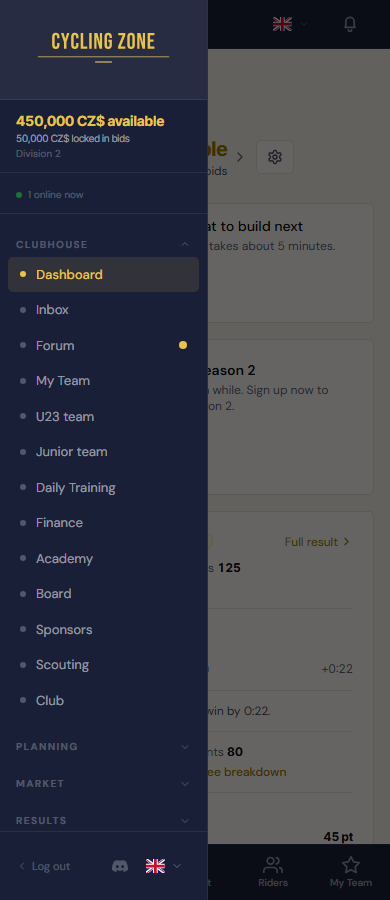 CYCLING ZONE
450,000 CZ$ available
50,000 CZ$ locked in bids
Division 2
1 online now
CLUBHOUSE
Dashboard
Inbox
Forum
My Team
U23 team
Junior team
Daily Training
Finance
Academy
Board
Sponsors
Scouting
Club
PLANNING
MARKET
RESULTS
Log out
bids
at to build next
takes about 5 minutes.
eason 2
while. Sign up now to
on 2.
Full result
125
+0:22
win by 0:22.
nts 80
ee breakdown
45 pt
Riders
My Team